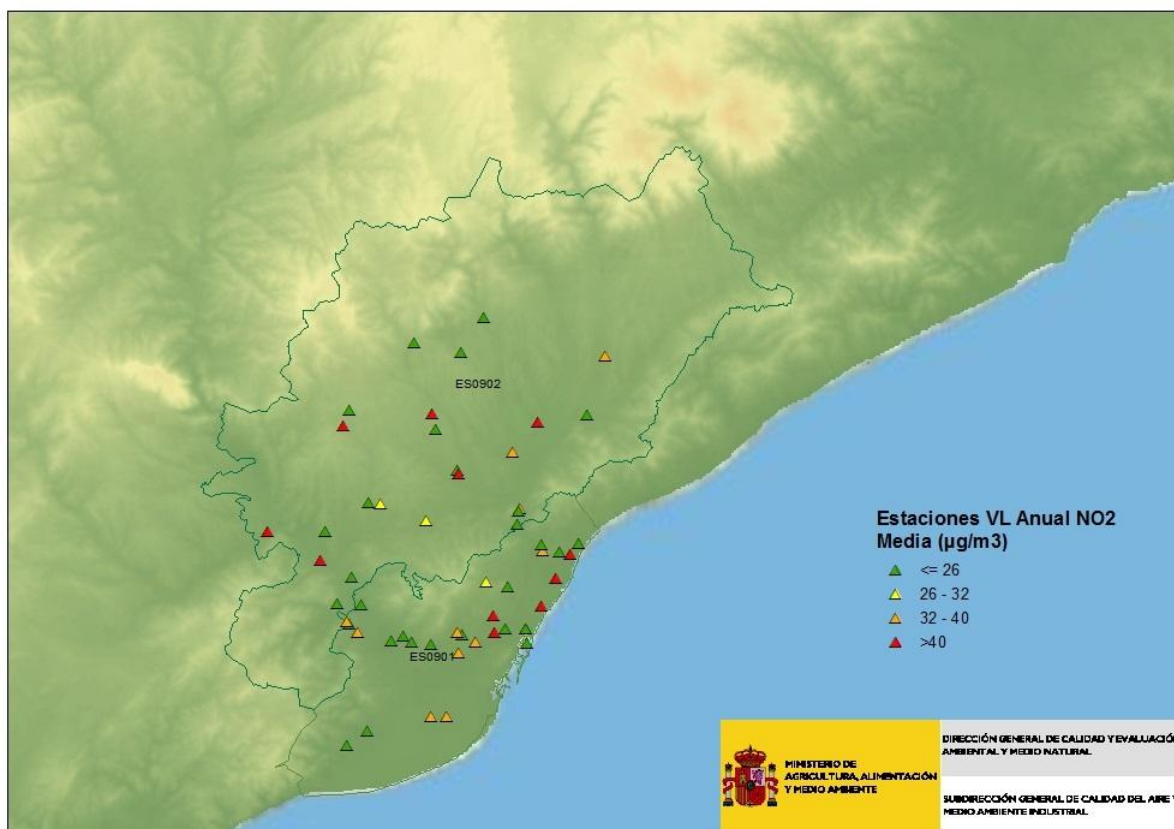 ES0902
Estaciones VL Anual NO2
Media (µg/m3)
<= 26
26 - 32
32 - 40
>40
ES0901
MINISTERIO DE
AGRICULTURA, ALIMENTACIÓN
Y MEDIO AMBIENTE
DIRECCIÓN GENERAL DE CALIDAD Y EVALUACIÓN
AMBIENTAL Y MEDIO NATURAL
SUBDIRECCIÓN GENERAL DE CALIDAD DEL AIRE Y
MEDIO AMBIENTE INDUSTRIAL